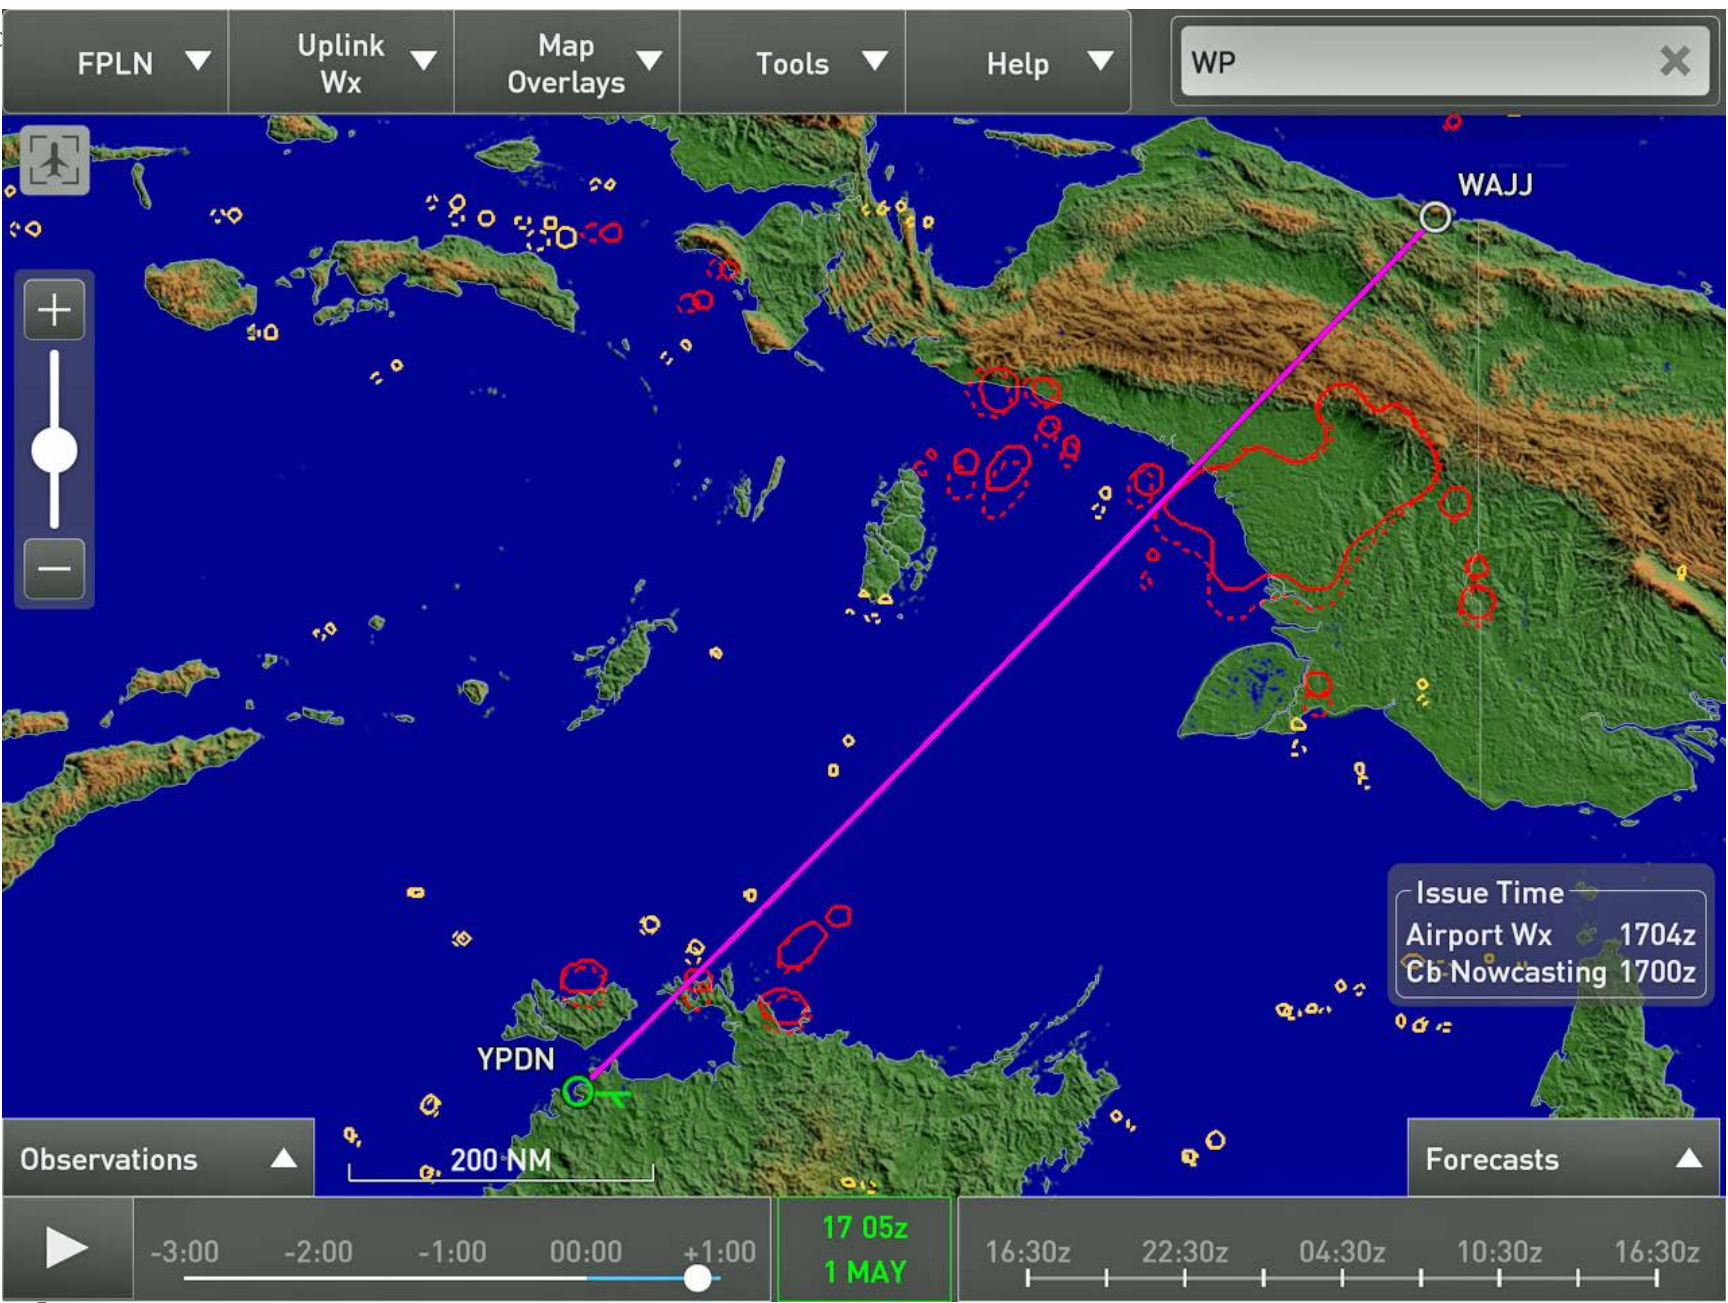 FPLN
Uplink
Wx
Map
Overlays
Tools
Help
WP
WAJJ
Issue Time
Airport Wx 1704z
Cb Nowcasting 1700z
YPDN
Observations
200 NM
Forecasts
-3:00 -2:00 -1:00 00:00 +1:00
17 05z
1 MAY
16:30z 22:30z 04:30z 10:30z 16:30z